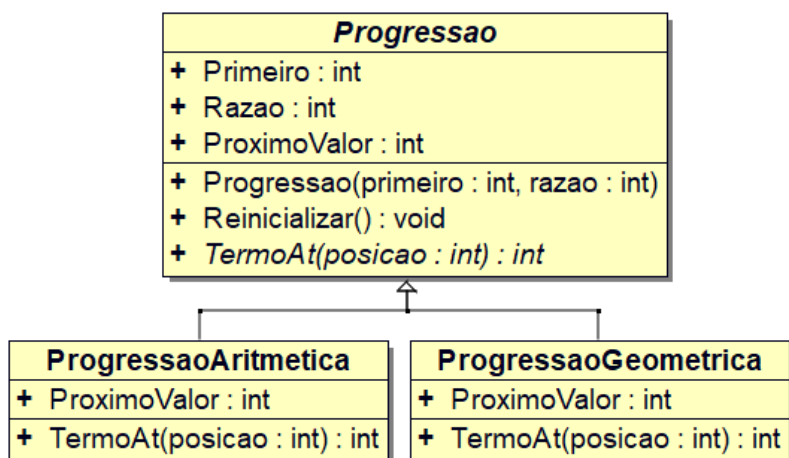 Progressao
+ Primeiro : int
+ Razao : int
+ ProximoValor : int
+ Progressao(primeiro : int, razao : int)
+ Reinicializar() : void
+ TermoAt(posicao : int) : int
ProgressaoAritmetica
+ ProximoValor : int
+ TermoAt(posicao : int) : int
ProgressaoGeometrica
+ ProximoValor : int
+ TermoAt(posicao : int) : int